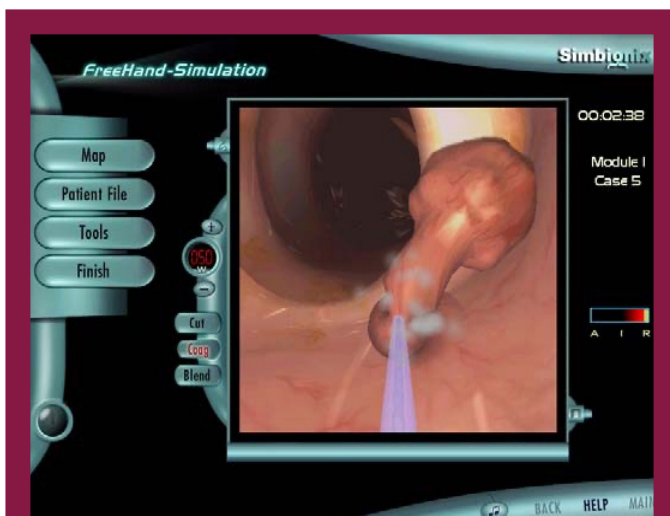 FreeHand-Simulation
Simbionix
00:02:38
Module I
Case 5
Map
Patient File
Tools
Finish
+
050
W
−
Cut
Coag
Blend
A I R
BACK HELP MAIN